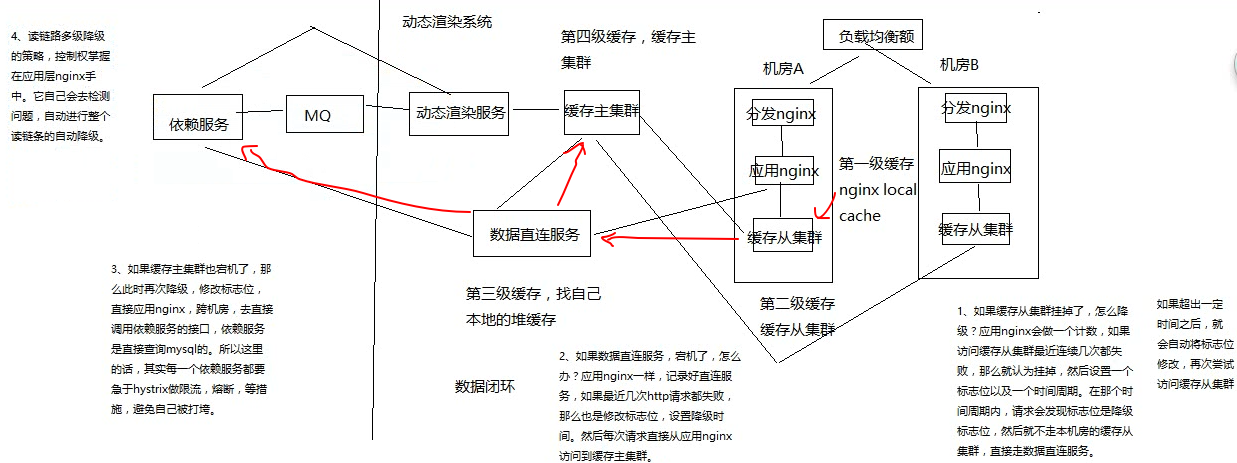 动态渲染系统
4、读链路多级降级
的策略，控制权掌握
在应用层nginx手
中。它自己会去检测
问题，自动进行整个
读链条的自动降级。
第四级缓存，缓存主
集群
负载均衡额
机房A
机房B
依赖服务
MQ
动态渲染服务
缓存主集群
分发nginx
应用nginx
缓存从集群
第一级缓存
nginx local
cache
分发nginx
应用nginx
缓存从集群
数据直连服务
第三级缓存，找自己
本地的堆缓存
第二级缓存
缓存从集群
3、如果缓存主集群也宕机了，那
么此时再次降级，修改标志位，
直接应用nginx，跨机房，去直接
调用依赖服务的接口，依赖服务
是直接查询mysql的。所以这里
的话，其实每一个依赖服务都要
急于hystrix做限流，熔断，等措
施，避免自己被打垮。
数据闭环
2、如果数据直连服务，宕机了，怎么
办？应用nginx一样，记录好直连服
务，如果最近几次http请求都失败，
那么也是修改标志位，设置降级时
间。然后每次请求直接从应用nginx
访问到缓存主集群。
1、如果缓存从集群挂掉了，怎么降
级？应用nginx会做一个计数，如果
访问缓存从集群最近连续几次都失
败，那么就认为挂掉，然后设置一个
标志位以及一个时间周期。在那个时
间周期内，请求会发现标志位是降级
标志位，然后就不走本机房的缓存从
集群，直接走数据直连服务。
如果超出一定
时间之后，就
会自动将标志位
修改，再次尝试
访问缓存从集群